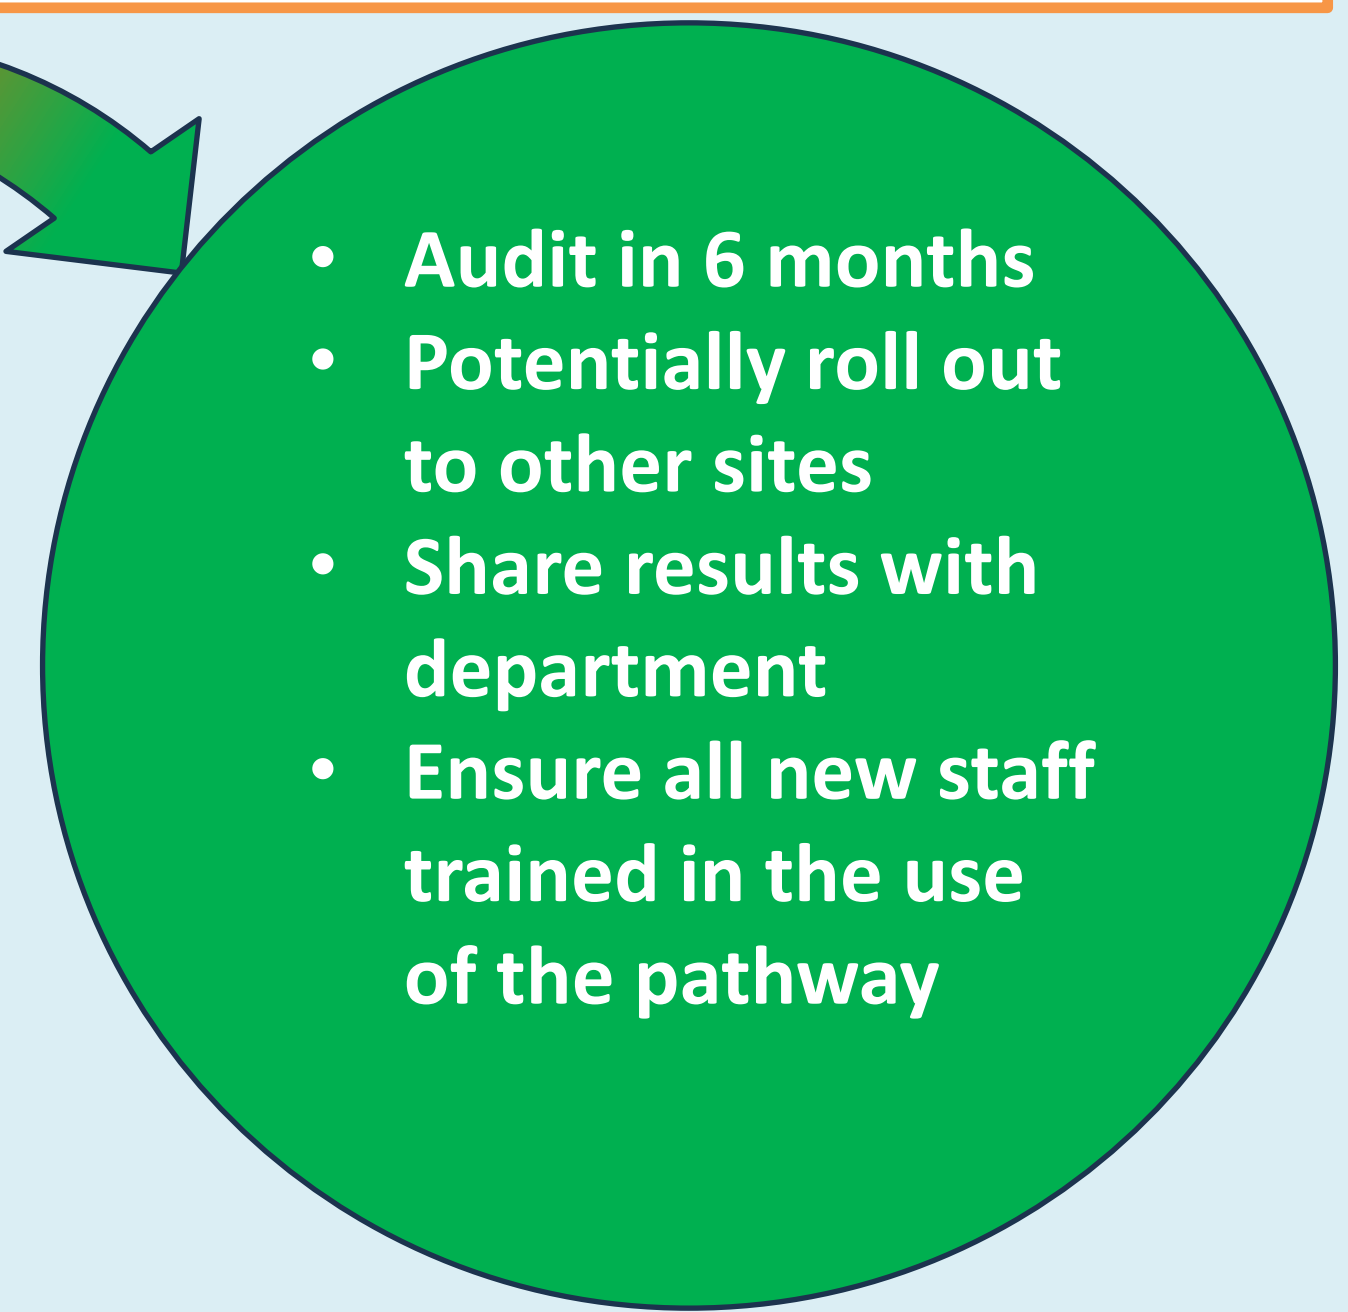 • Audit in 6 months
• Potentially roll out
to other sites
• Share results with
department
• Ensure all new staff
trained in the use
of the pathway